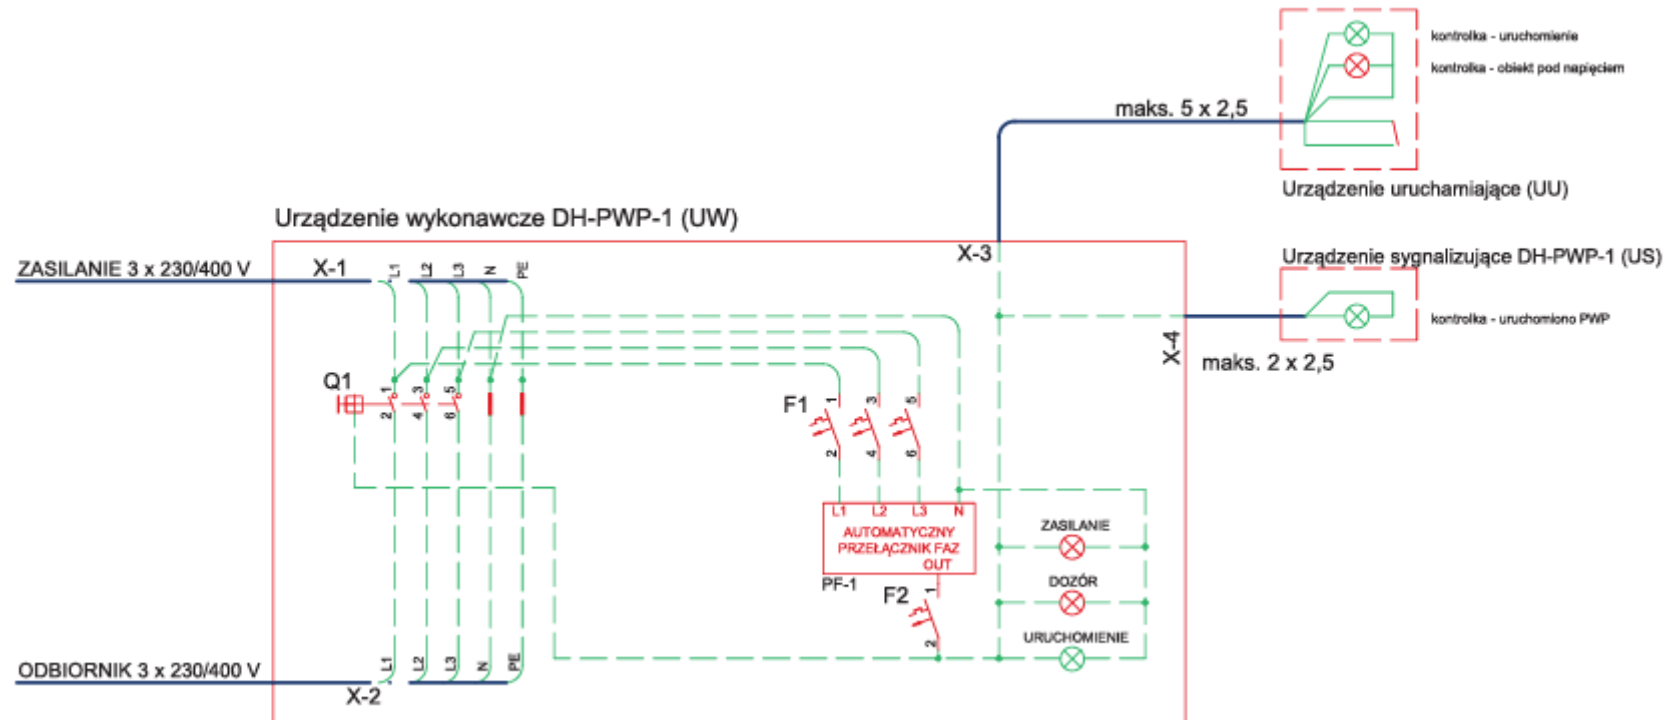 kontrolka - uruchomienie
kontrolka - obiekt pod napięciem
maks. 5 x 2,5
Urządzenie uruchamiające (UU)
Urządzenie wykonawcze DH-PWP-1 (UW)
X-3
Urządzenie sygnalizujące DH-PWP-1 (US)
ZASILANIE 3 x 230/400 V
X-1
L1
L2
L3
N
PE
kontrolka - uruchomiono PWP
X-4
maks. 2 x 2,5
Q1
1
3
5
2
4
6
F1
1
3
5
2
4
6
L1
L2
L3
N
AUTOMATYCZNY
PRZEŁĄCZNIK FAZ
OUT
PF-1
ZASILANIE
DOZÓR
F2
1
2
URUCHOMIENIE
ODBIORNIK 3 x 230/400 V
X-2
L1
L2
L3
N
PE